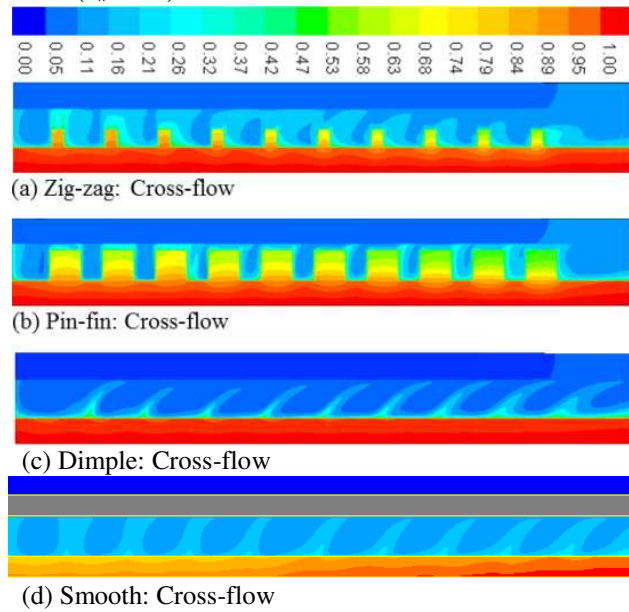 0.00 0.05 0.11 0.16 0.21 0.26 0.32 0.37 0.42 0.47 0.53 0.63 0.68 0.74 0.79 0.84 0.89 0.95 1.00
(a) Zig-zag: Cross-flow
(b) Pin-fin: Cross-flow
(c) Dimple: Cross-flow
(d) Smooth: Cross-flow